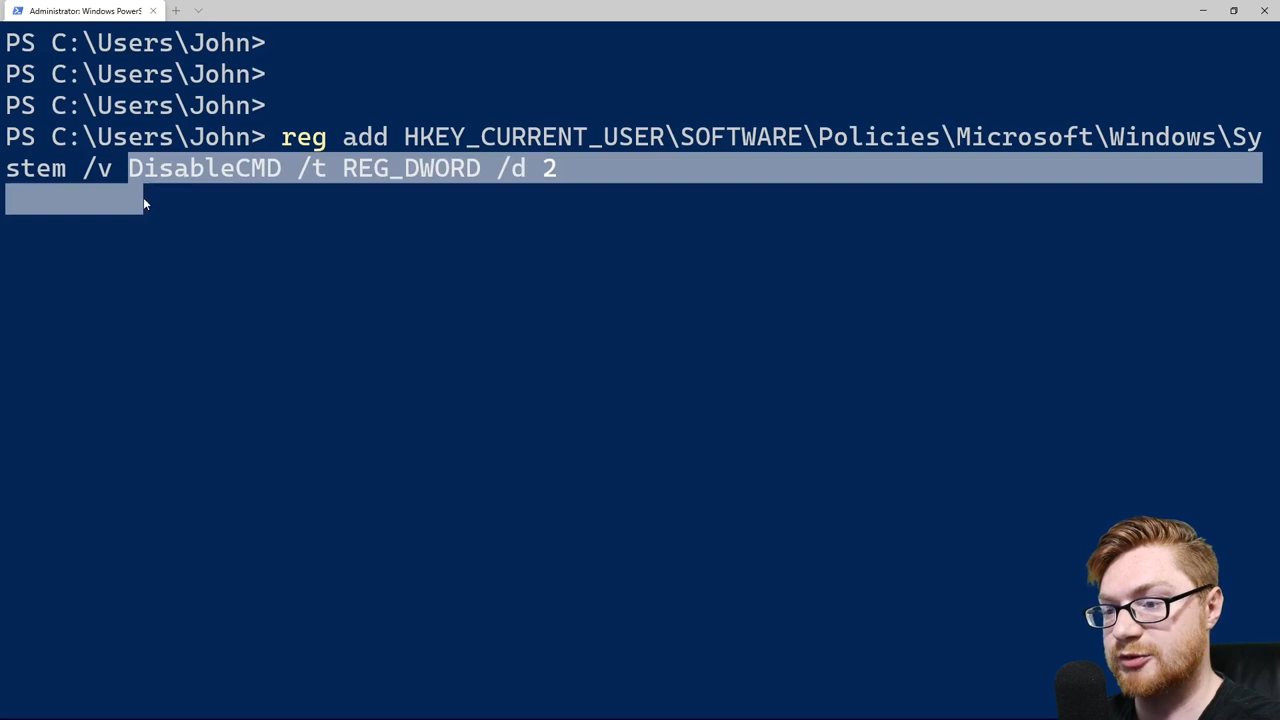 Administrator: Windows PowerS
PS C:\Users\John>
PS C:\Users\John>
PS C:\Users\John>
PS C:\Users\John> reg add HKEY_CURRENT_USER\SOFTWARE\Policies\Microsoft\Windows\Sy
stem /v DisableCMD /t REG_DWORD /d 2